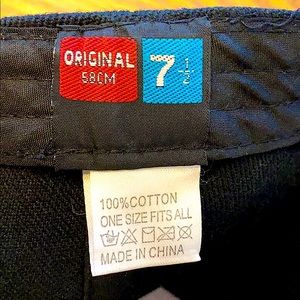 ORIGINAL
58CM
7 1/2
100%COTTON
ONE SIZE FITS ALL
MADE IN CHINA